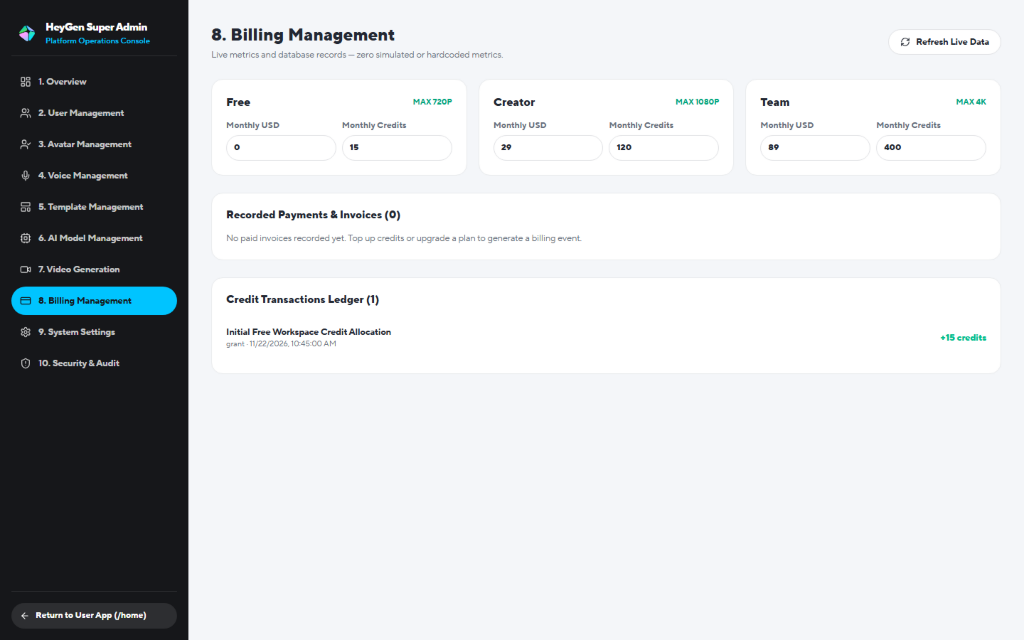 HeyGen Super Admin
Platform Operations Console
1. Overview
2. User Management
3. Avatar Management
4. Voice Management
5. Template Management
6. AI Model Management
7. Video Generation
8. Billing Management
9. System Settings
10. Security & Audit
Return to User App (/home)
8. Billing Management
Live metrics and database records — zero simulated or hardcoded metrics.
Refresh Live Data
Free
MAX 720P
Monthly USD
Monthly Credits
0
15
Creator
MAX 1080P
Monthly USD
Monthly Credits
29
120
Team
MAX 4K
Monthly USD
Monthly Credits
89
400
Recorded Payments & Invoices (0)
No paid invoices recorded yet. Top up credits or upgrade a plan to generate a billing event.
Credit Transactions Ledger (1)
Initial Free Workspace Credit Allocation
grant · 11/22/2026, 10:45:00 AM
+15 credits